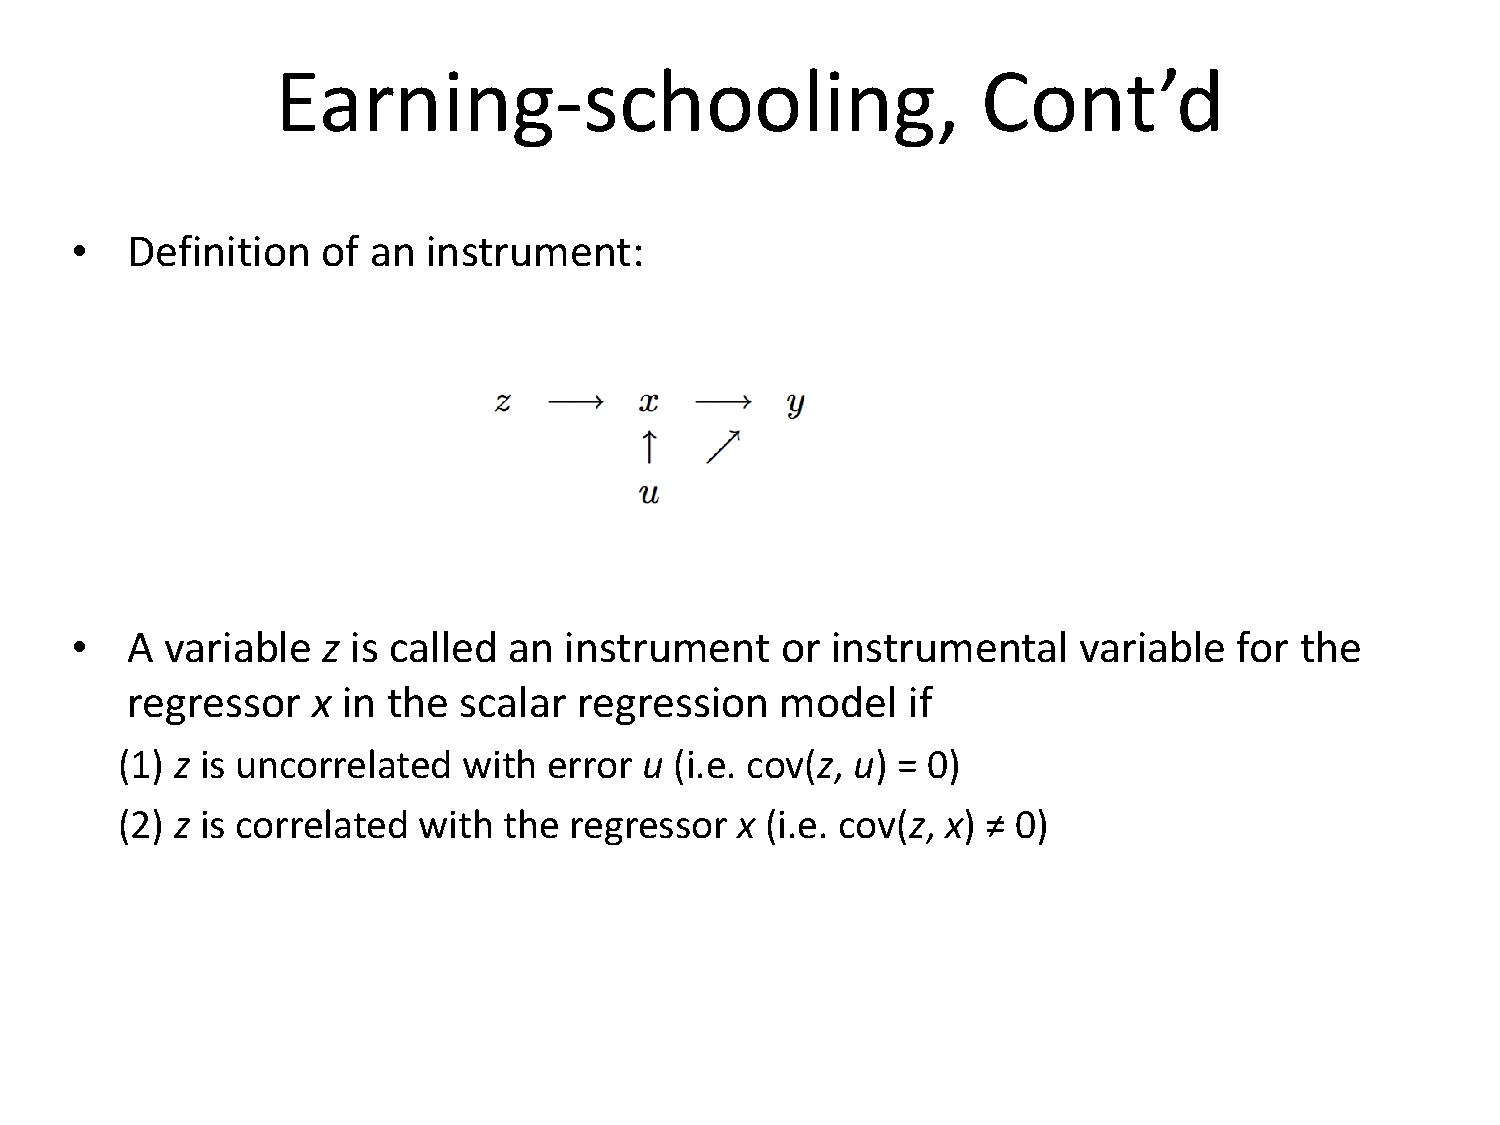 Earning-schooling, Cont’d
• Definition of an instrument:
z ⟶ x ⟶ y
↑ ↗
u
• A variable z is called an instrument or instrumental variable for the
regressor x in the scalar regression model if
(1) z is uncorrelated with error u (i.e. cov(z, u) = 0)
(2) z is correlated with the regressor x (i.e. cov(z, x) ≠ 0)